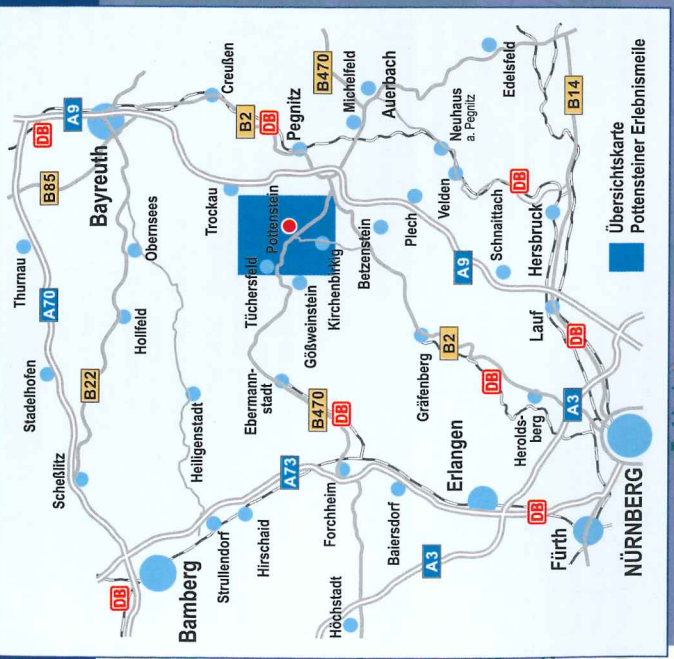 Thurnau
Stadelhofen
A70
Scheßlitz
B22
Hollfeld
B85
DB
A9
Bayreuth
Creußen
Obernsees
Heiligenstadt
DB
Bamberg
Strullendorf
Hirschaid
A73
Trockau
B2
DB
Pegnitz
B470
Michelfeld
Auerbach
Edelsfeld
Tüchersfeld
Pottenstein
Gößweinstein
Kirchenbirkig
Ebermann-
stadt
B470
DB
Forchheim
Betzenstein
Plech
Velden
Neuhaus
a. Pegnitz
DB
B14
Höchstadt
Baiersdorf
A3
Erlangen
Gräfenberg
B2
DB
A9
Schnaittach
Hersbruck
Herolds-
berg
Lauf
DB
A3
DB
Fürth
NÜRNBERG
Übersichtskarte
Pottensteiner Erlebnismeile